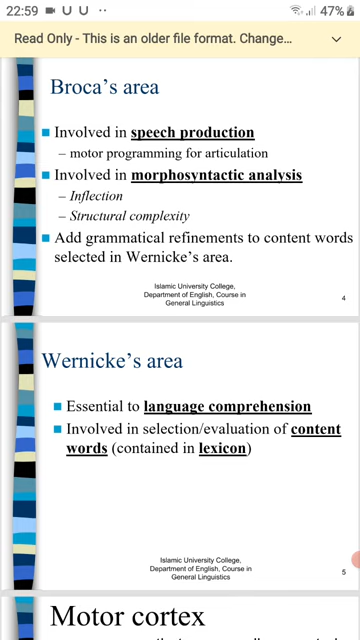 22:59
47%
Read Only - This is an older file format. Change...
Broca's area
Involved in speech production
– motor programming for articulation
Involved in morphosyntactic analysis
– Inflection
– Structural complexity
Add grammatical refinements to content words
selected in Wernicke's area.
Islamic University College,
Department of English, Course in
General Linguistics
4
Wernicke's area
Essential to language comprehension
Involved in selection/evaluation of content
words (contained in lexicon)
Islamic University College,
Department of English, Course in
General Linguistics
5
Motor cortex